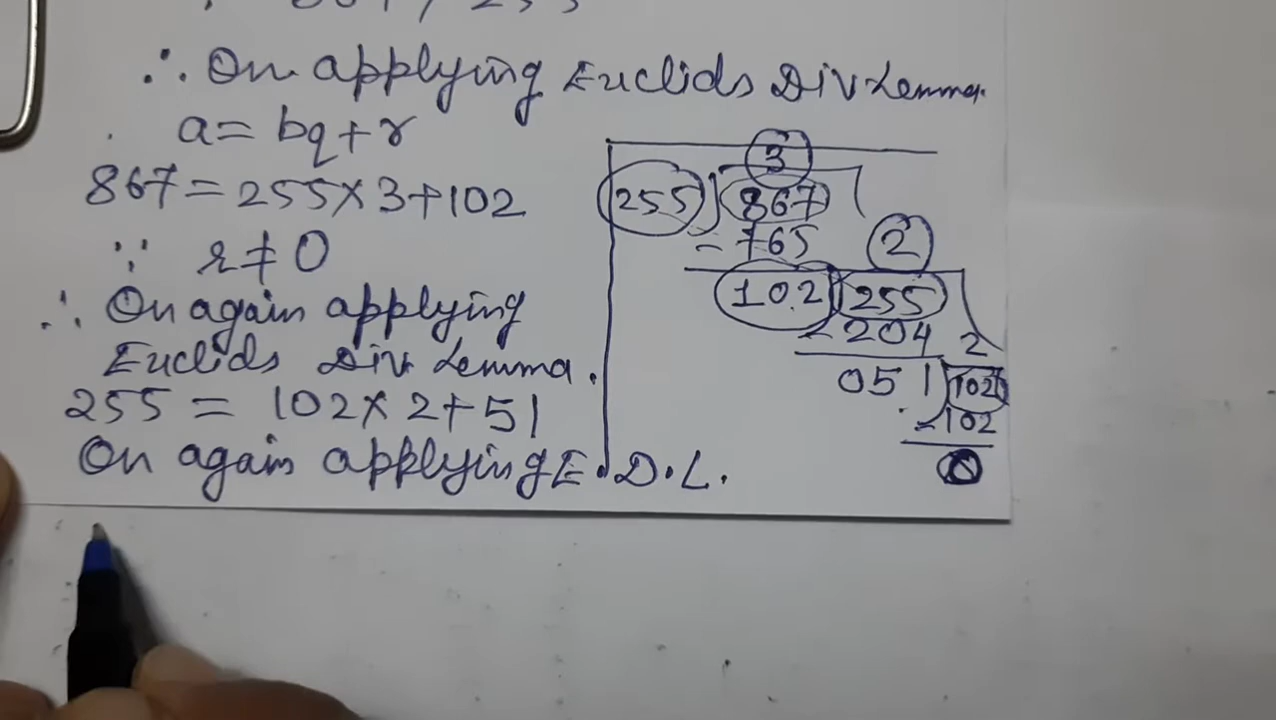 ∴ On applying Euclids Div Lemma.
a = bq + r
867 = 255 × 3 + 102
∵ r ≠ 0
∴ On again applying
Euclids Div. Lemma.
255 = 102 × 2 + 51
On again applying E.D.L.
3
255 ) 867
- 765 2
102 ) 255
- 204 2
051 ) 102
- 102
0